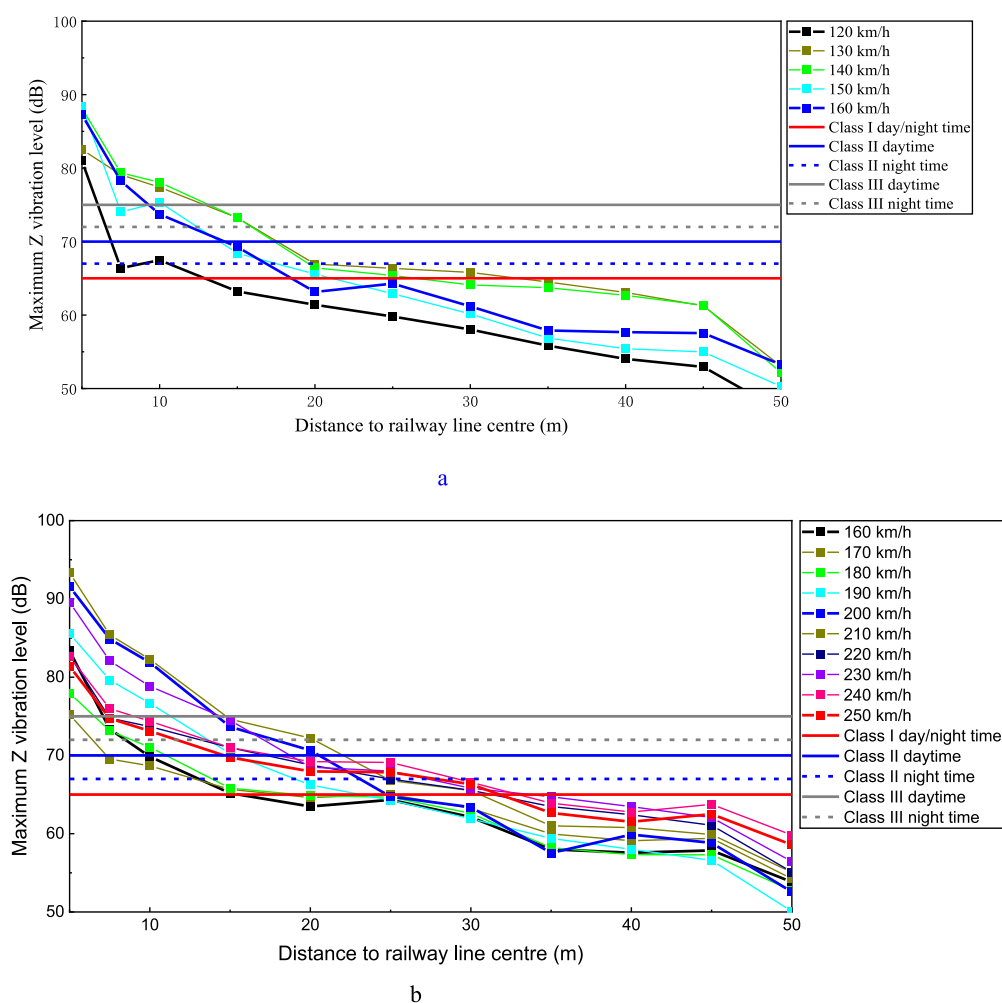 100
90
80
70
60
50
10
20
30
40
50
Maximum Z vibration level (dB)
Distance to railway line centre (m)
120 km/h
130 km/h
140 km/h
150 km/h
160 km/h
Class I day/night time
Class II daytime
Class II night time
Class III daytime
Class III night time
a
100
90
80
70
60
50
10
20
30
40
50
Maximum Z vibration level (dB)
Distance to railway line centre (m)
160 km/h
170 km/h
180 km/h
190 km/h
200 km/h
210 km/h
220 km/h
230 km/h
240 km/h
250 km/h
Class I day/night time
Class II daytime
Class II night time
Class III daytime
Class III night time
b